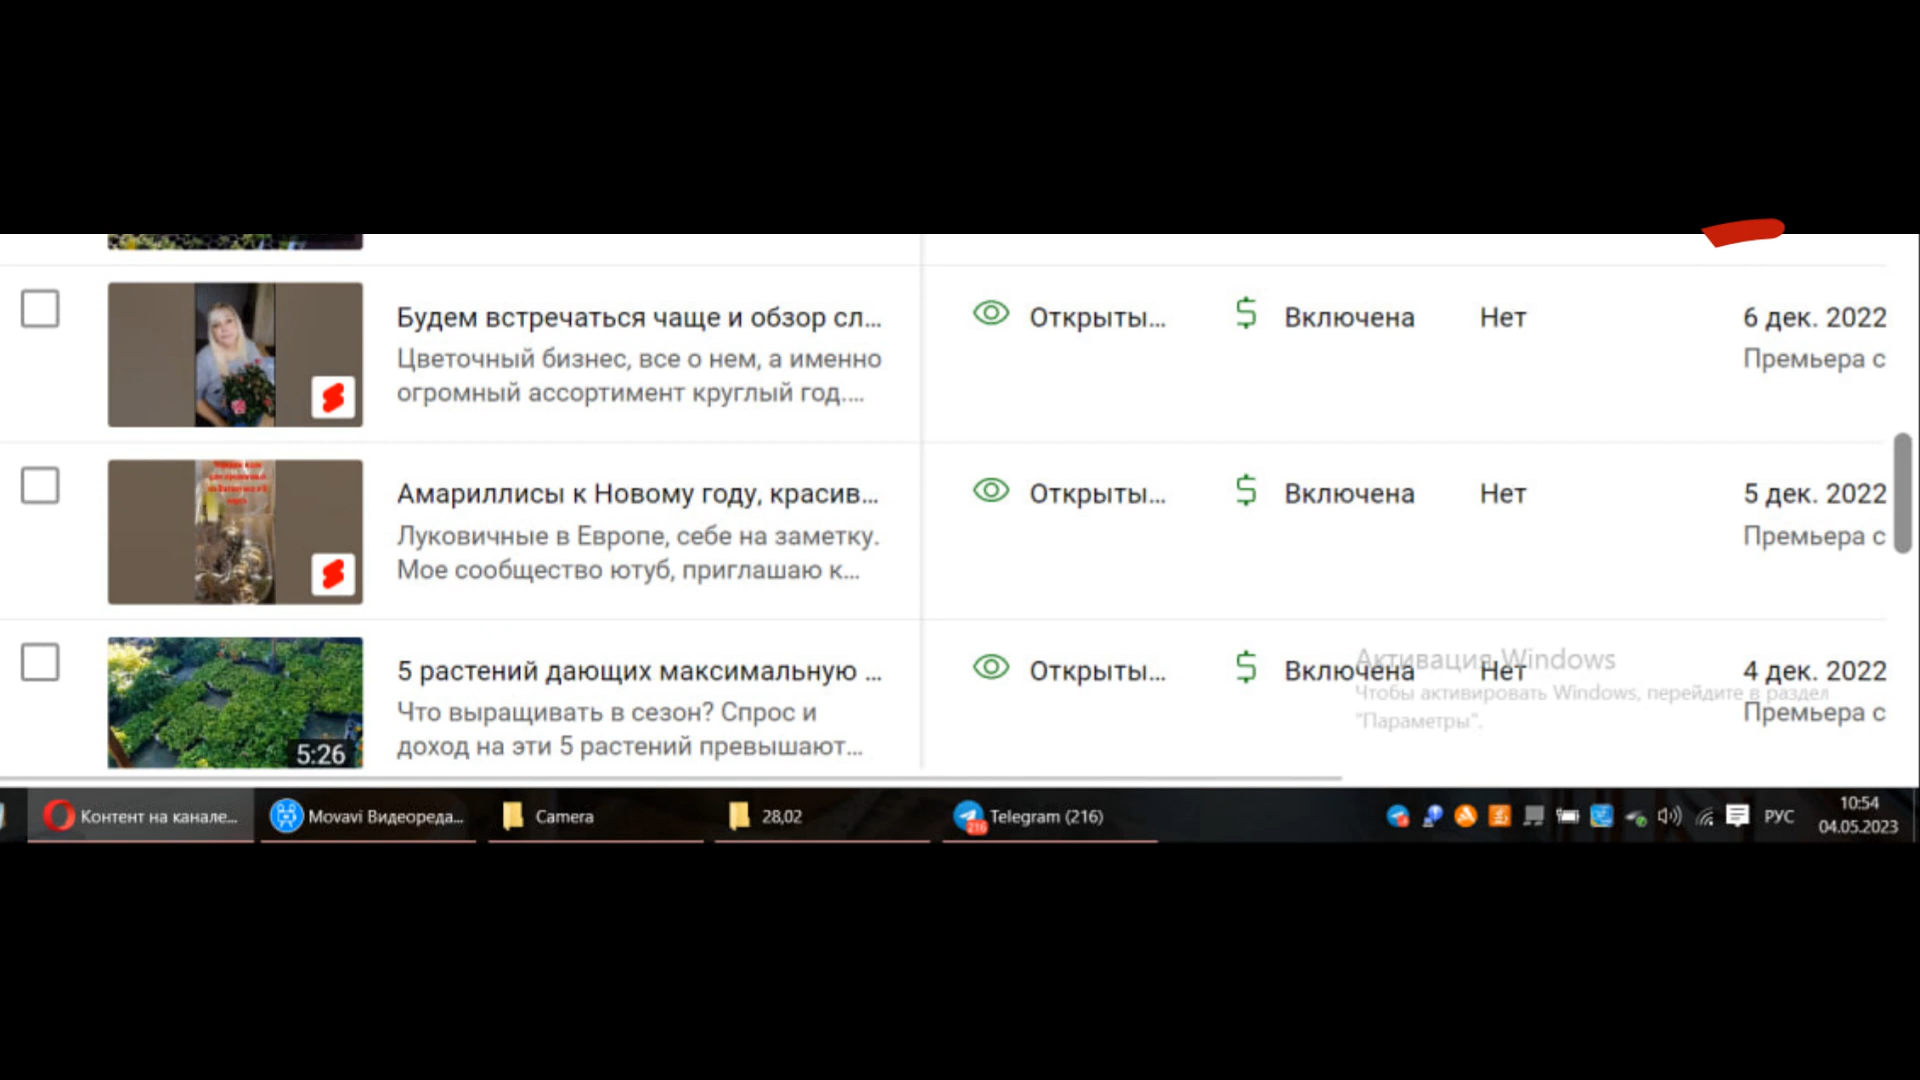 Будем встречаться чаще и обзор сл...
Цветочный бизнес, все о нем, а именно
огромный ассортимент круглый год....
Открыты...
Включена
Нет
6 дек. 2022
Премьера с
Амариллисы к Новому году, красив...
Луковичные в Европе, себе на заметку.
Мое сообщество ютуб, приглашаю к...
Открыты...
Включена
Нет
5 дек. 2022
Премьера с
5:26
5 растений дающих максимальную ...
Что выращивать в сезон? Спрос и
доход на эти 5 растений превышают...
Открыты...
Включена
Нет
4 дек. 2022
Премьера с
Активация Windows
Чтобы активировать Windows, перейдите в раздел
"Параметры".
Контент на канале...
Movavi Видеореда...
Camera
28,02
216
Telegram (216)
РУС
10:54
04.05.2023